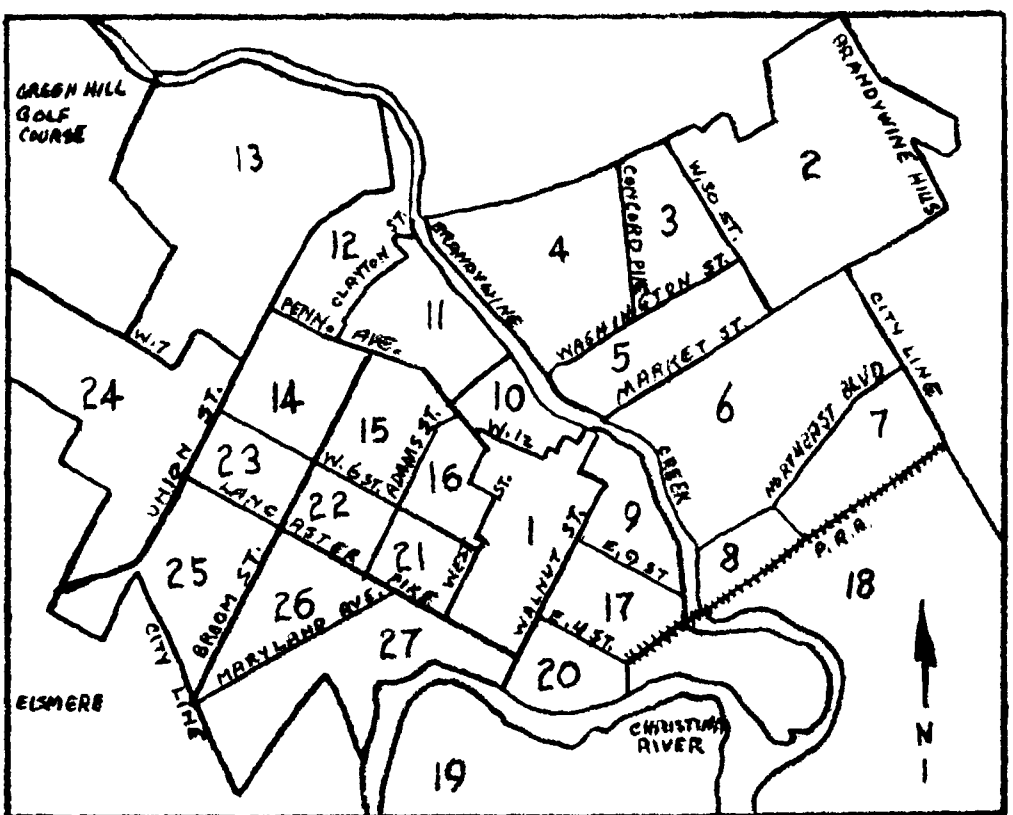 GREEN HILL
GOLF
COURSE
13
BRANDYWINE HILLS
2
W. 30 ST.
CONCORD PIKE
3
4
12
CLAYTON ST.
BRANDYWINE
CREEK
PENN. AVE.
11
WASHINGTON ST.
5
MARKET ST.
CITY LINE
W. 7
24
UNION ST.
14
15
ADAMS ST.
10
W. 12
6
NORTHEAST BLVD
7
23
LANCASTER PIKE
W. 6 ST.
22
16
WEST ST.
1
WALNUT ST.
9
E. 9 ST
8
P.R.R.
18
25
BROOM ST.
21
17
E. 4 ST.
26
MARYLAND AVE.
27
20
CITY LINE
ELSMERE
CHRISTINA
RIVER
19
N